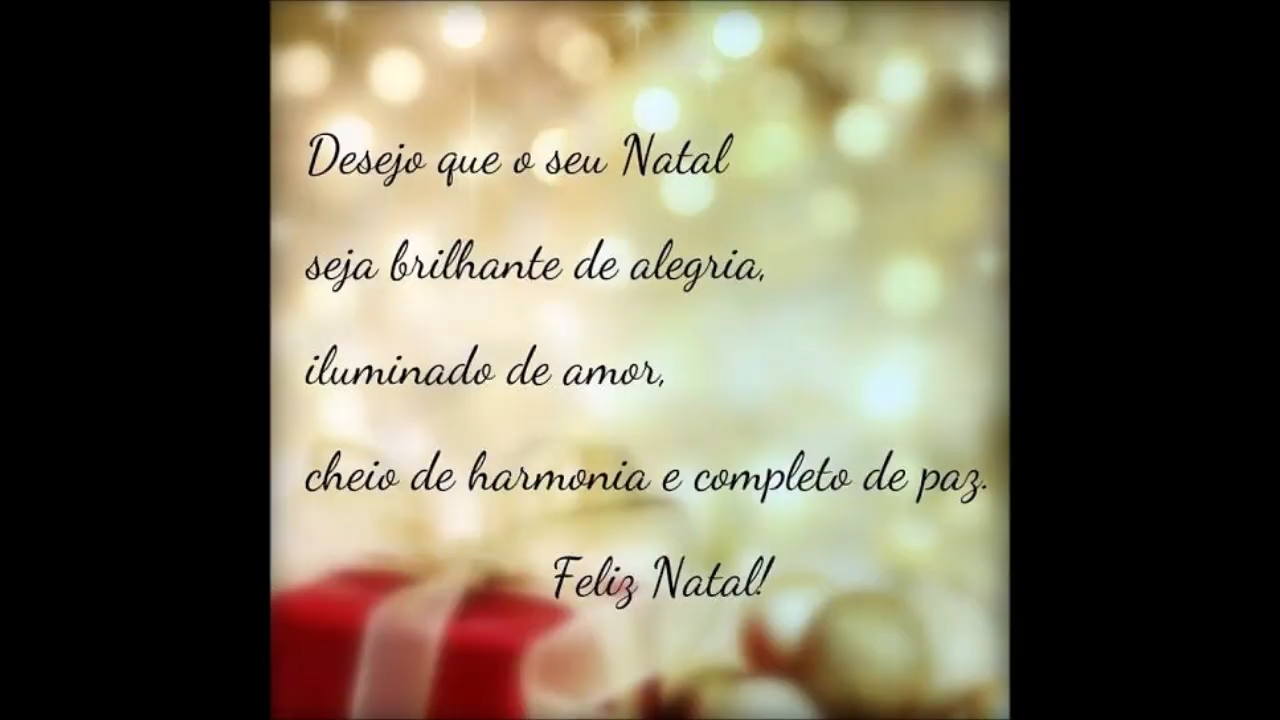 Desejo que o seu Natal
seja brilhante de alegria,
iluminado de amor,
cheio de harmonia e completo de paz.
Feliz Natal!